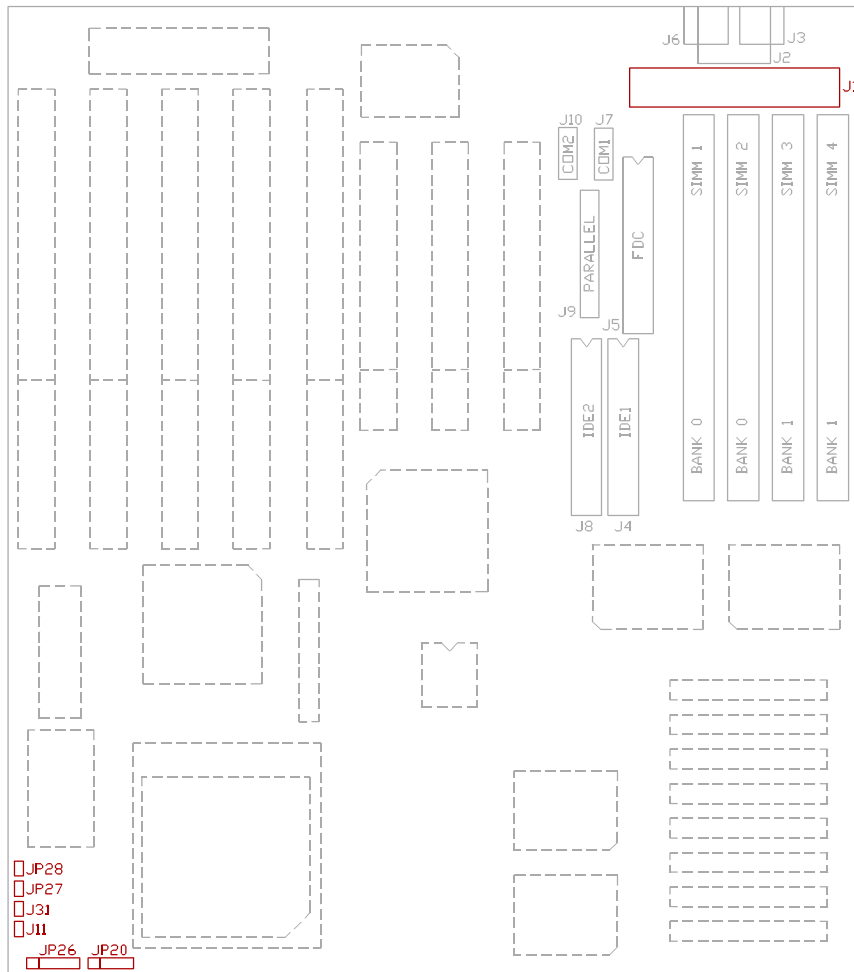 J6
J3
J2
J1
J10
J7
COM2
COM1
SIMM 1
SIMM 2
SIMM 3
SIMM 4
PARALLEL
FDC
J9
J5
IDE2
IDE1
BANK 0
BANK 0
BANK 1
BANK 1
J8
J4
JP28
JP27
J31
J11
JP26
JP20